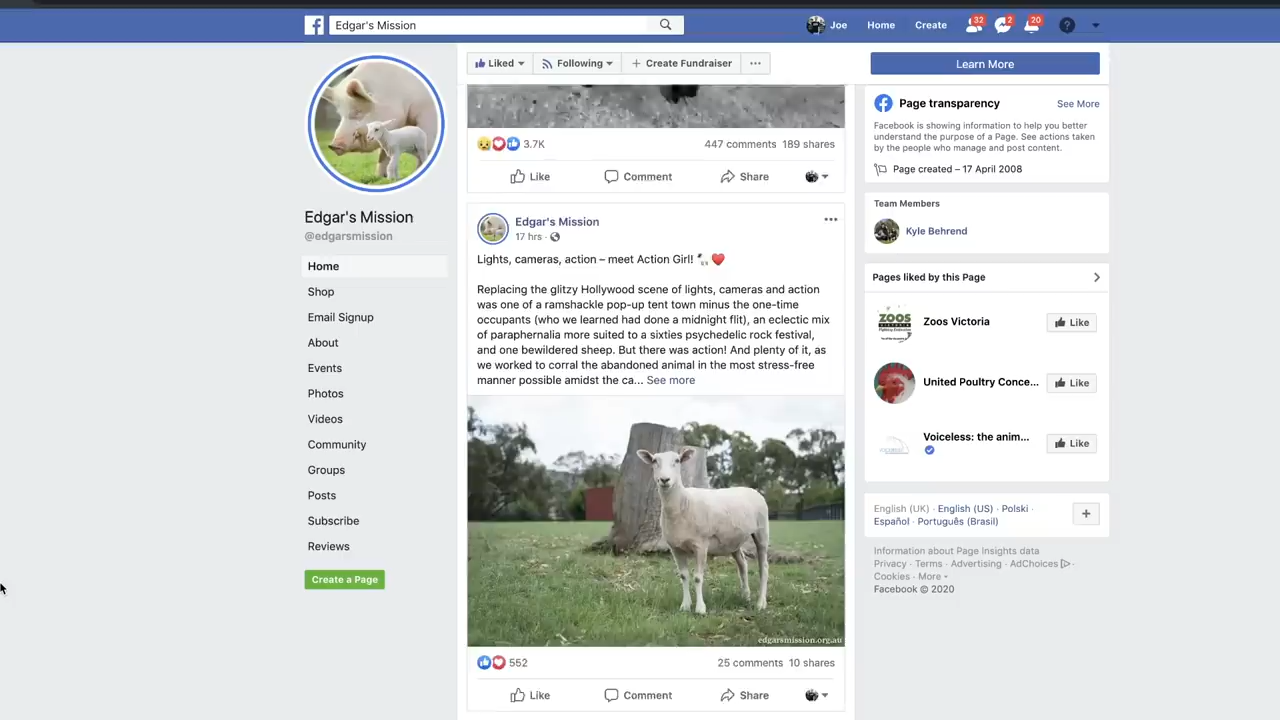 Edgar's Mission
Joe
Home
Create
32
2
20
?
Edgar's Mission
@edgarsmission
Home
Shop
Email Signup
About
Events
Photos
Videos
Community
Groups
Posts
Subscribe
Reviews
Create a Page
Liked
Following
Create Fundraiser
Learn More
3.7K
447 comments 189 shares
Like
Comment
Share
Edgar's Mission
17 hrs ·
Lights, cameras, action – meet Action Girl!
Replacing the glitzy Hollywood scene of lights, cameras and action
was one of a ramshackle pop-up tent town minus the one-time
occupants (who we learned had done a midnight flit), an eclectic mix
of paraphernalia more suited to a sixties psychedelic rock festival,
and one bewildered sheep. But there was action! And plenty of it, as
we worked to corral the abandoned animal in the most stress-free
manner possible amidst the ca... See more
edgarsmission.org.au
552
25 comments 10 shares
Like
Comment
Share
Page transparency
See More
Facebook is showing information to help you better
understand the purpose of a Page. See actions taken
by the people who manage and post content.
Page created – 17 April 2008
Team Members
Kyle Behrend
Pages liked by this Page
ZOOS
Zoos Victoria
Like
United Poultry Conce...
Like
Voiceless: the anim...
Like
English (UK) · English (US) · Polski ·
Español · Português (Brasil)
Information about Page Insights data
Privacy · Terms · Advertising · AdChoices
Cookies · More
Facebook © 2020